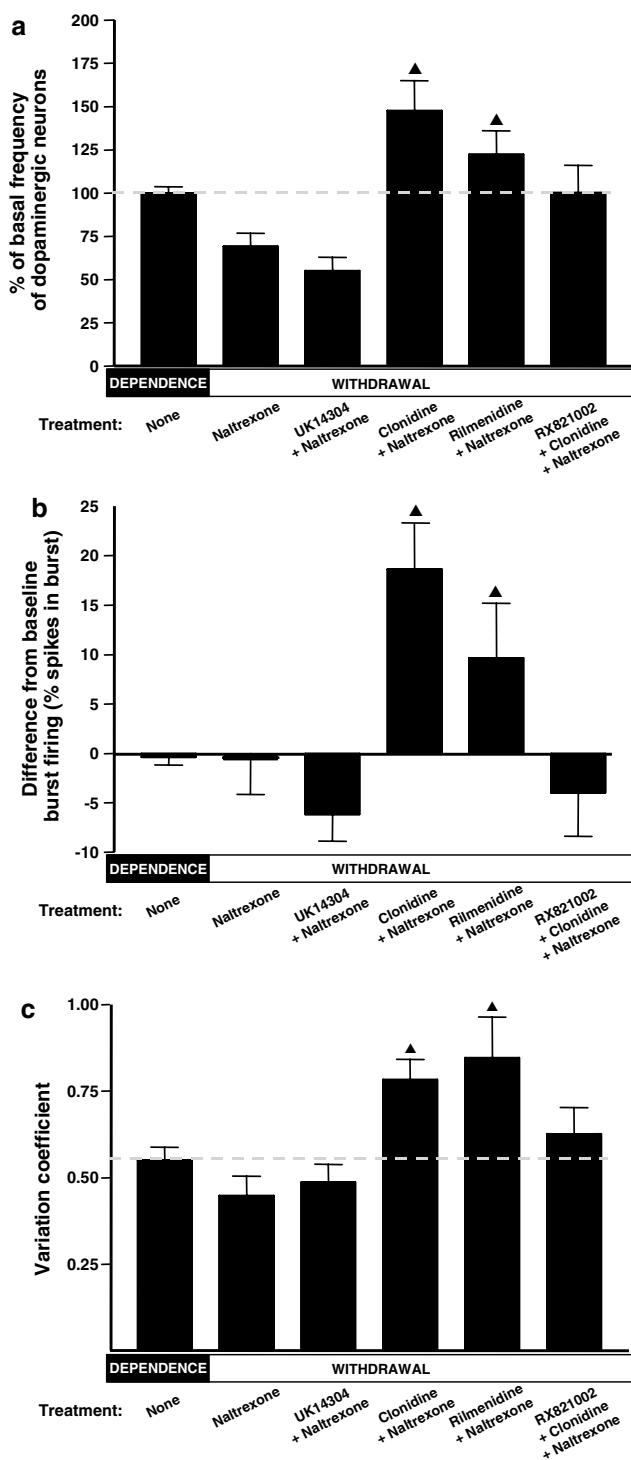 a
% of basal frequency
of dopaminergic neurons
200
175
150
125
100
75
50
25
0
DEPENDENCE
WITHDRAWAL
Treatment:
None
Naltrexone
UK14304
+ Naltrexone
Clonidine
+ Naltrexone
Rilmenidine
+ Naltrexone
RX821002
+ Clonidine
+ Naltrexone
b
Difference from baseline
burst firing (% spikes in burst)
25
20
15
10
5
0
-5
-10
DEPENDENCE
WITHDRAWAL
Treatment:
None
Naltrexone
UK14304
+ Naltrexone
Clonidine
+ Naltrexone
Rilmenidine
+ Naltrexone
RX821002
+ Clonidine
+ Naltrexone
c
Variation coefficient
1.00
0.75
0.50
0.25
DEPENDENCE
WITHDRAWAL
Treatment:
None
Naltrexone
UK14304
+ Naltrexone
Clonidine
+ Naltrexone
Rilmenidine
+ Naltrexone
RX821002
+ Clonidine
+ Naltrexone